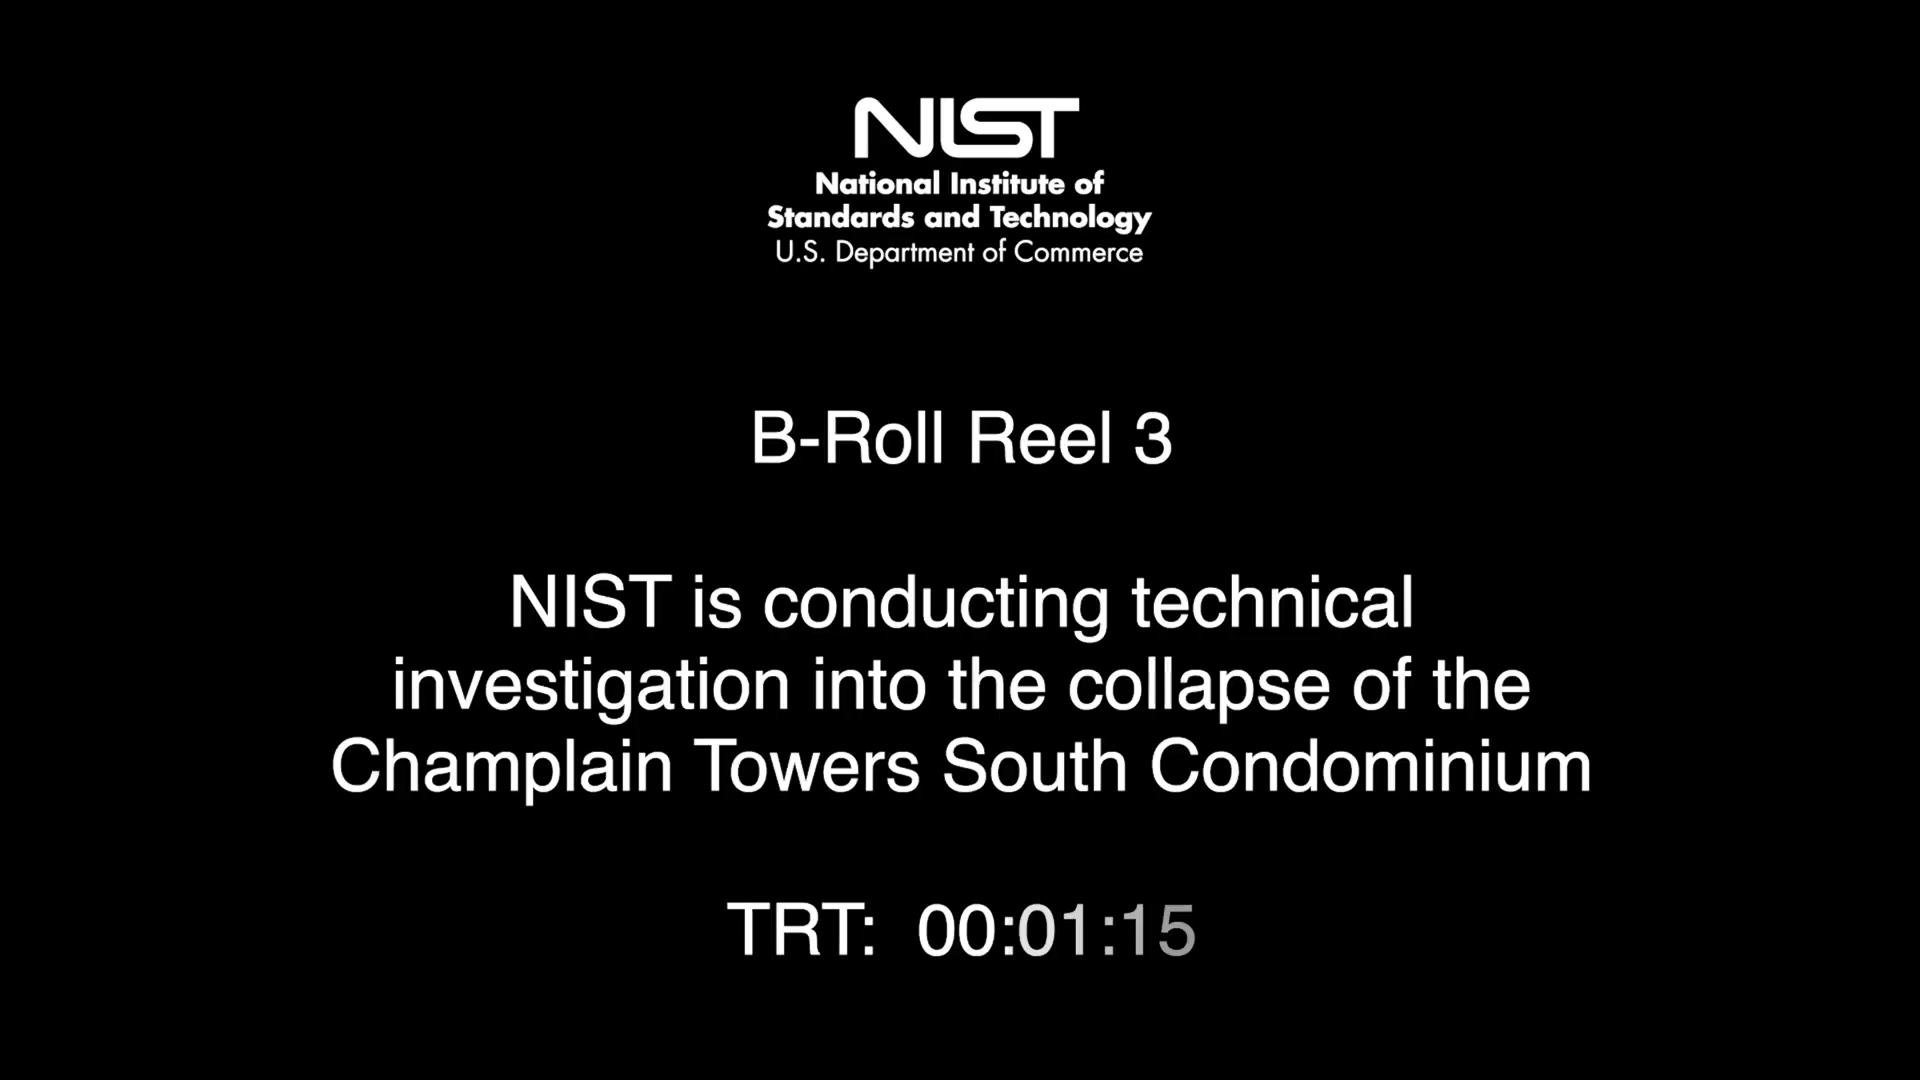 NIST
National Institute of
Standards and Technology
U.S. Department of Commerce
B-Roll Reel 3
NIST is conducting technical
investigation into the collapse of the
Champlain Towers South Condominium
TRT: 00:01:15